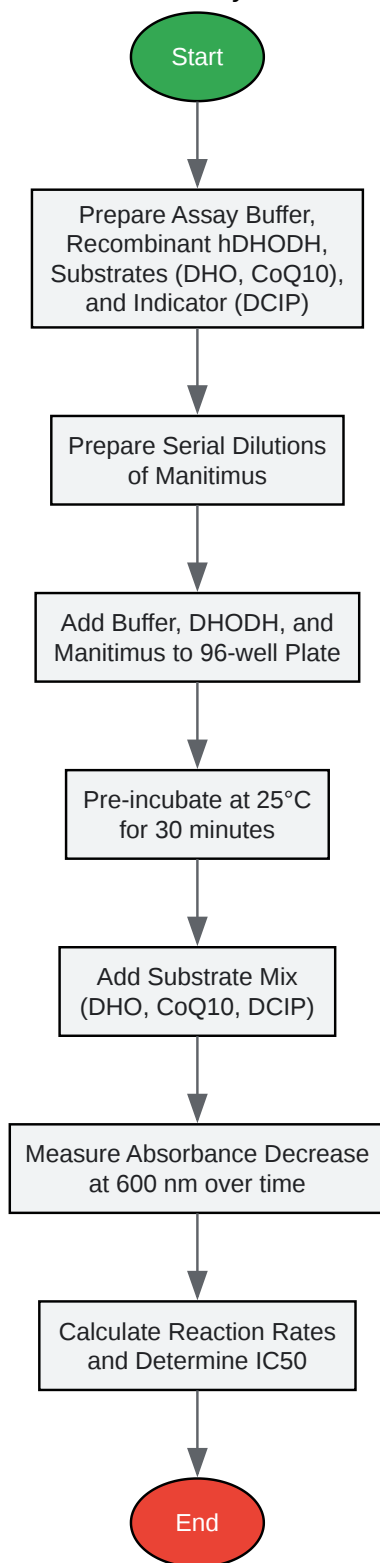 Start
Prepare Assay Buffer,
Recombinant hDHODH,
Substrates (DHO, CoQ10),
and Indicator (DCIP)
Prepare Serial Dilutions
of Manitimus
Add Buffer, DHODH, and
Manitimus to 96-well Plate
Pre-incubate at 25°C
for 30 minutes
Add Substrate Mix
(DHO, CoQ10, DCIP)
Measure Absorbance Decrease
at 600 nm over time
Calculate Reaction Rates
and Determine IC50
End